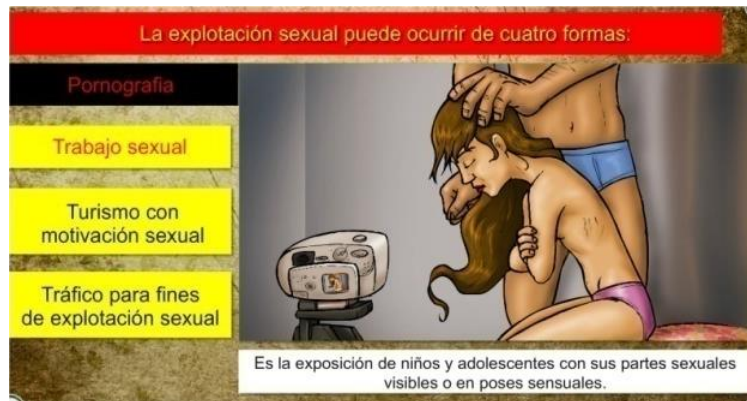 La explotación sexual puede ocurrir de cuatro formas:
Pornografia
Trabajo sexual
Turismo con
motivación sexual
Tráfico para fines
de explotación sexual
Es la exposición de niños y adolescentes con sus partes sexuales
visibles o en poses sensuales.